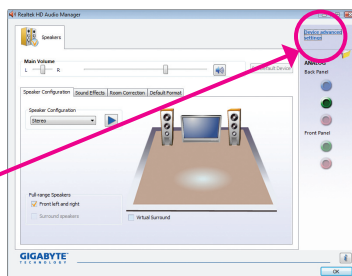 Realtek HD Audio Manager
Speakers
Device advanced
settings
Main Volume
L
R
Default Device
ANALOG
Back Panel
Speaker Configuration
Sound Effects
Room Correction
Default Format
Speaker Configuration
Stereo
Front Panel
Full-range Speakers
Front left and right
Surround speakers
Virtual Surround
GIGABYTE
TECHNOLOGY
i
OK